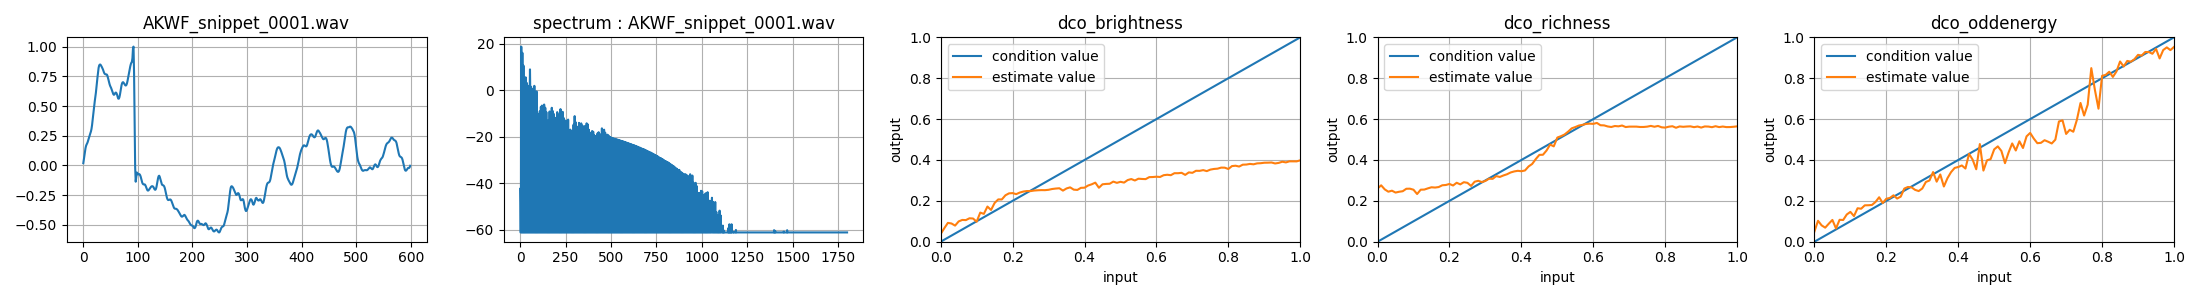 AKWF_snippet_0001.wav
1.00
0.75
0.50
0.25
0.00
−0.25
−0.50
0 100 200 300 400 500 600
spectrum : AKWF_snippet_0001.wav
20
0
−20
−40
−60
0 250 500 750 1000 1250 1500 1750
dco_brightness
condition value
estimate value
output
1.0
0.8
0.6
0.4
0.2
0.0
0.0 0.2 0.4 0.6 0.8 1.0
input
dco_richness
condition value
estimate value
output
1.0
0.8
0.6
0.4
0.2
0.0
0.0 0.2 0.4 0.6 0.8 1.0
input
dco_oddenergy
condition value
estimate value
output
1.0
0.8
0.6
0.4
0.2
0.0
0.0 0.2 0.4 0.6 0.8 1.0
input